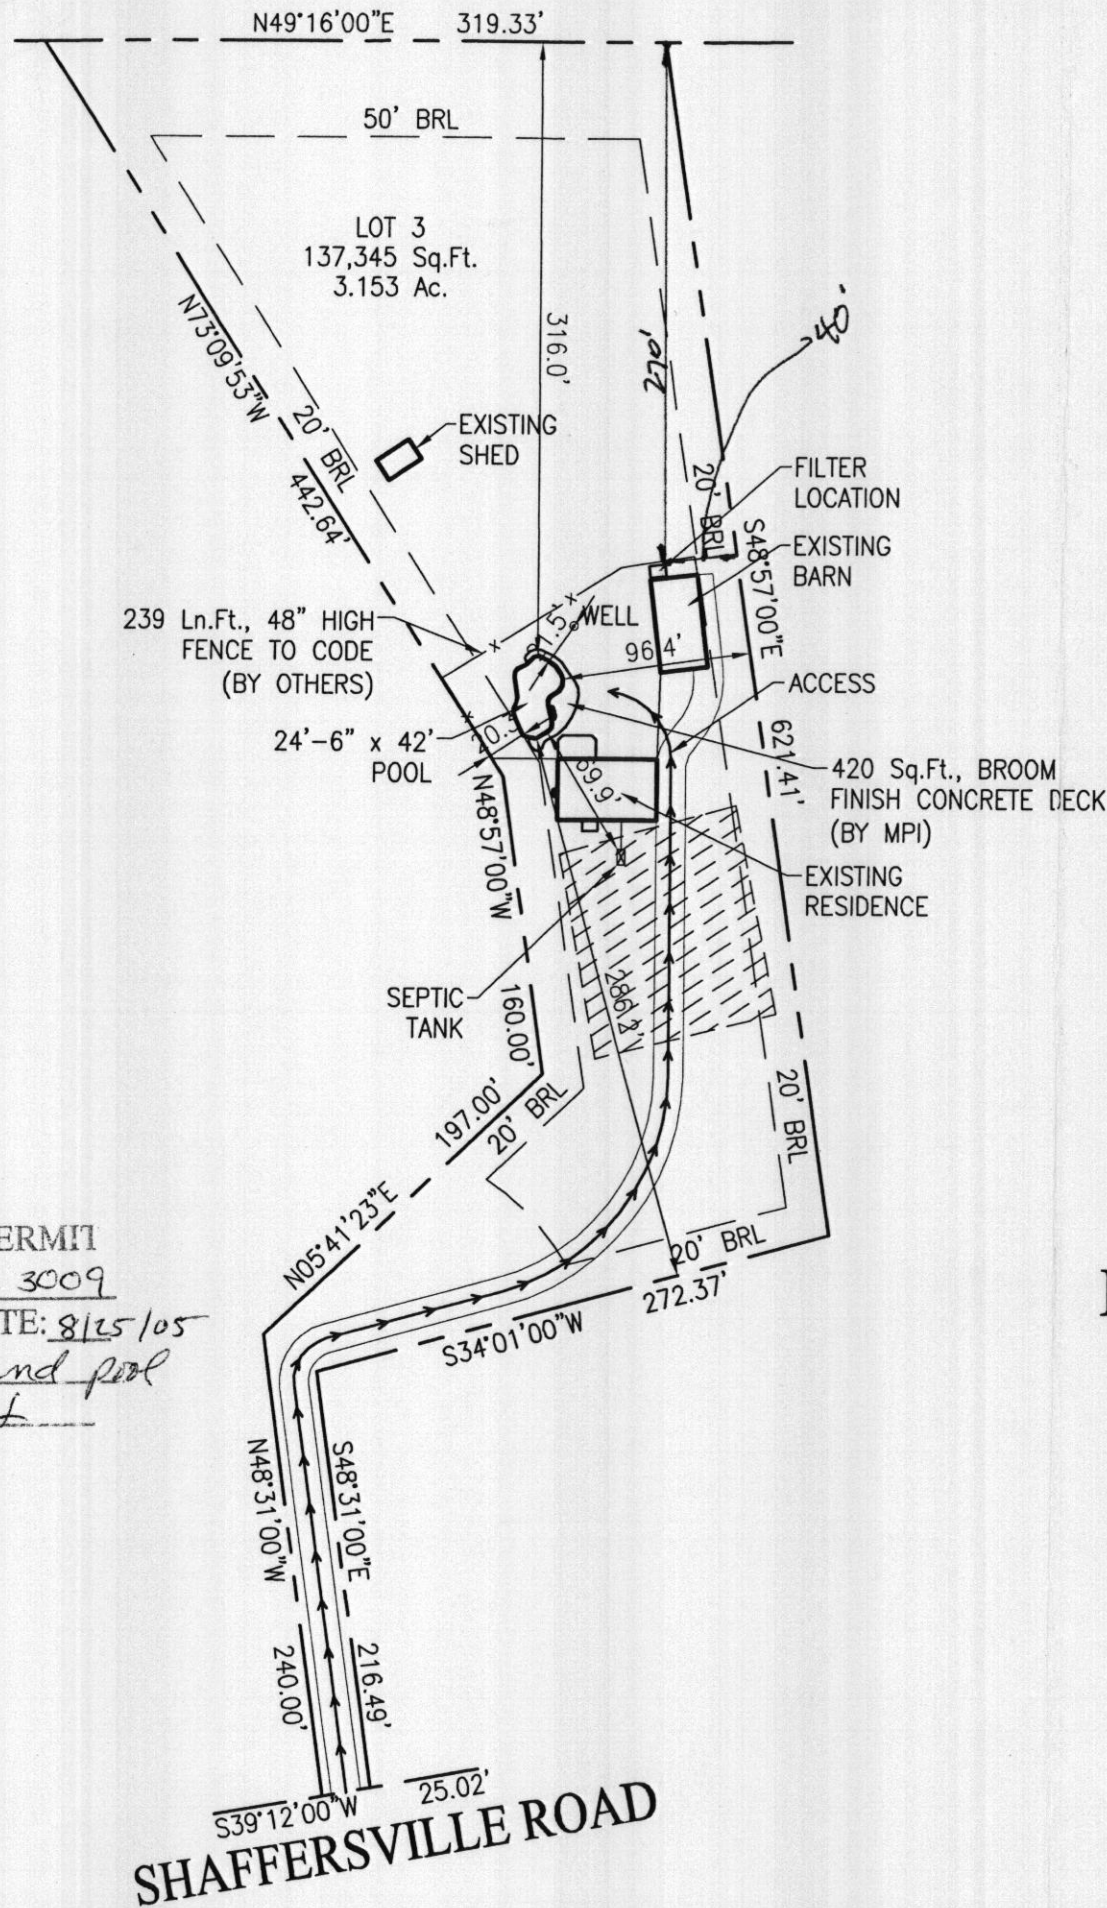 N49°16'00"E 319.33'
50' BRL
LOT 3
137,345 Sq.Ft.
3.153 Ac.
N73°09'53"W
442.64'
20' BRL
316.0'
270'
40'
EXISTING
SHED
FILTER
LOCATION
20' BRL
S48°57'00"E
621.41'
EXISTING
BARN
239 Ln.Ft., 48" HIGH
FENCE TO CODE
(BY OTHERS)
WELL
96.4'
ACCESS
24'-6" x 42'
POOL
69.9'
420 Sq.Ft., BROOM
FINISH CONCRETE DECK
(BY MPI)
N48°57'00"W
160.00'
EXISTING
RESIDENCE
SEPTIC
TANK
286.2'
20' BRL
197.00'
20' BRL
N05°41'23"E
20' BRL
272.37'
S34°01'00"W
ERMIT
3009
TE: 8/25/05
nd pool
N48°31'00"W
240.00'
S48°31'00"E
216.49'
S39°12'00"W 25.02'
SHAFFERSVILLE ROAD